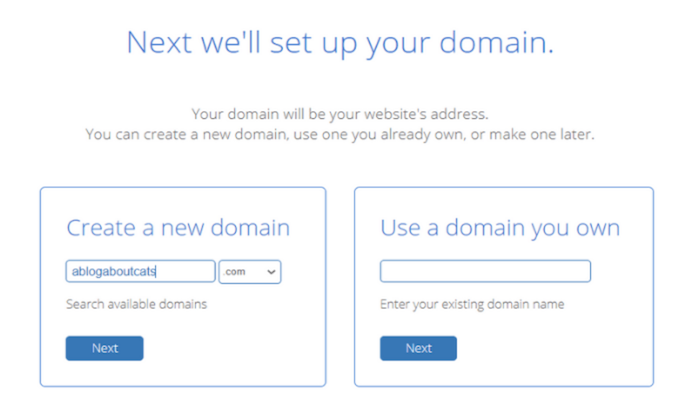 Next we'll set up your domain.
Your domain will be your website's address.
You can create a new domain, use one you already own, or make one later.
Create a new domain
ablogaboutcats .com
Search available domains
Next
Use a domain you own
Enter your existing domain name
Next